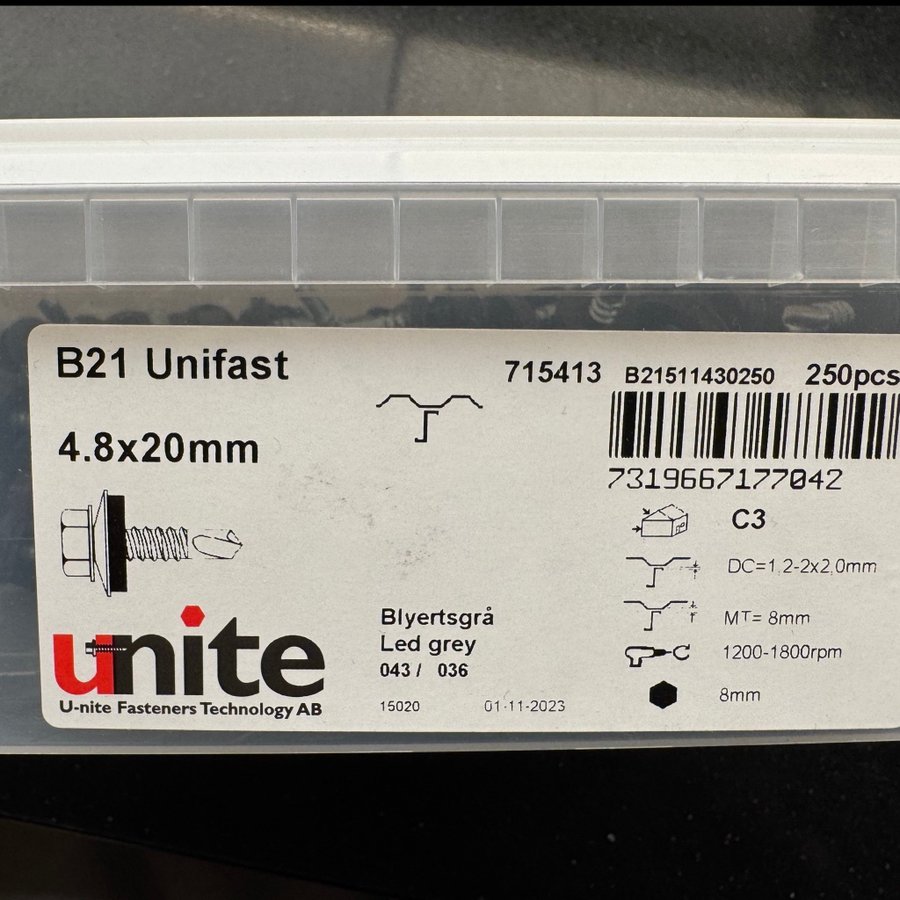 B21 Unifast
715413 B21511430250 250pcs
4.8x20mm
7319667177042
C3
DC=1,2-2x2,0mm
MT= 8mm
1200-1800rpm
8mm
Blyertsgrå
Led grey
043 / 036
15020 01-11-2023
unite
U-nite Fasteners Technology AB